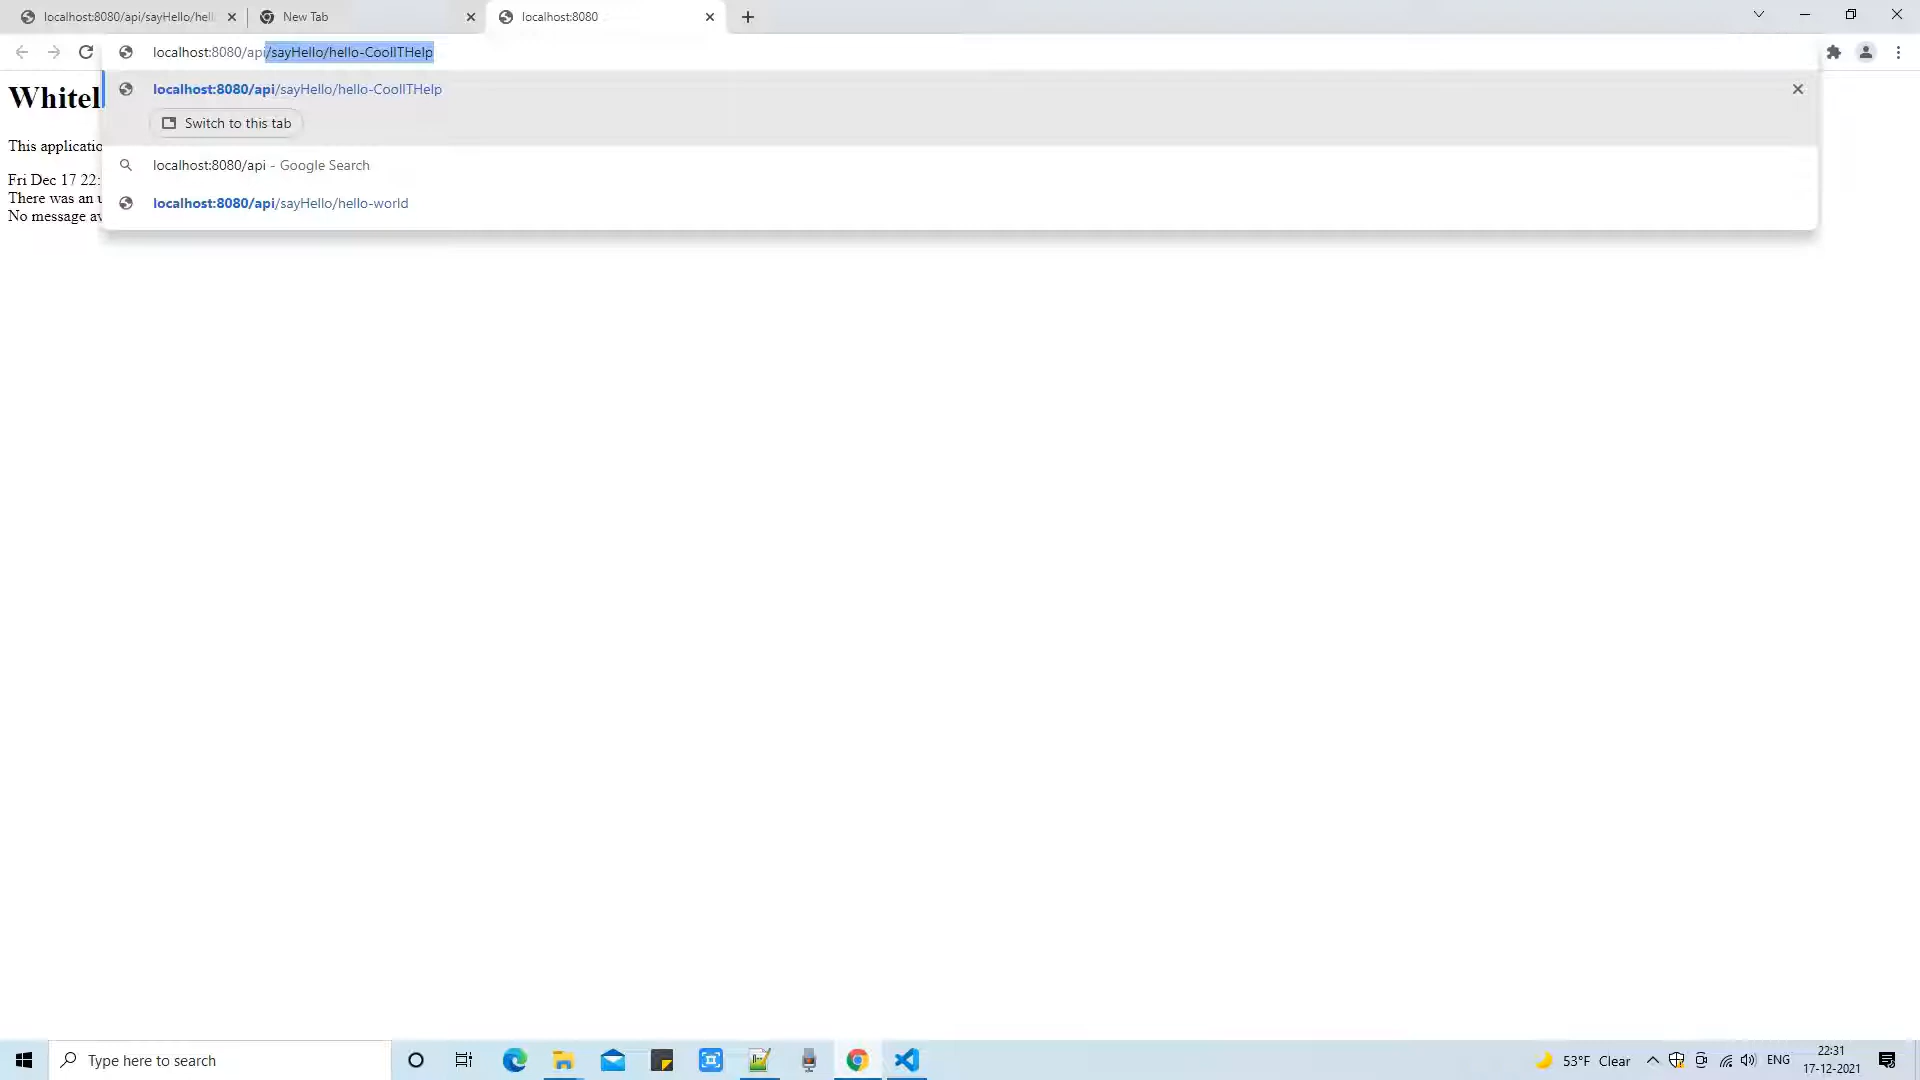 localhost:8080/api/sayHello/hell
New Tab
localhost:8080
localhost:8080/api/sayHello/hello-CoolITHelp
localhost:8080/api/sayHello/hello-CoolITHelp
Switch to this tab
localhost:8080/api - Google Search
localhost:8080/api/sayHello/hello-world
Whitel
This applicatio
Fri Dec 17 22:
There was an u
No message av
Type here to search
53°F Clear
ENG
22:31
17-12-2021